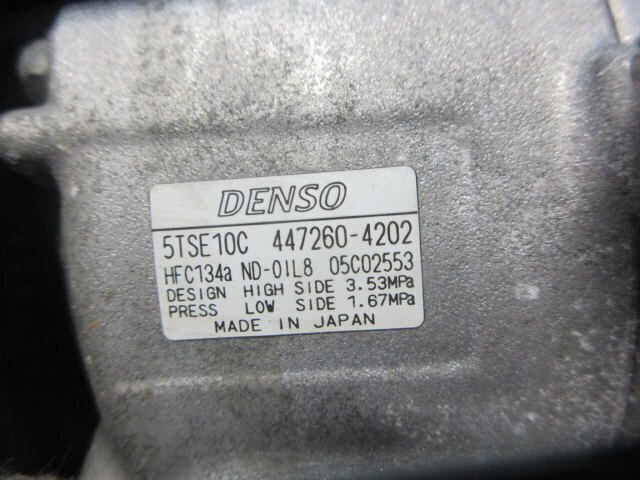 DENSO
5TSE10C 447260-4202
HFC134a ND-OIL8 05C02553
DESIGN HIGH SIDE 3.53MPa
PRESS LOW SIDE 1.67MPa
MADE IN JAPAN